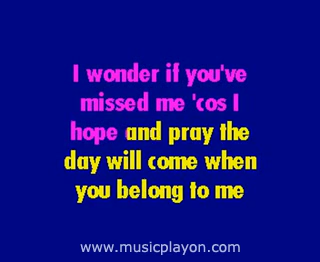 I wonder if you've
missed me 'cos I
hope and pray the
day will come when
you belong to me
www.musicplayon.com